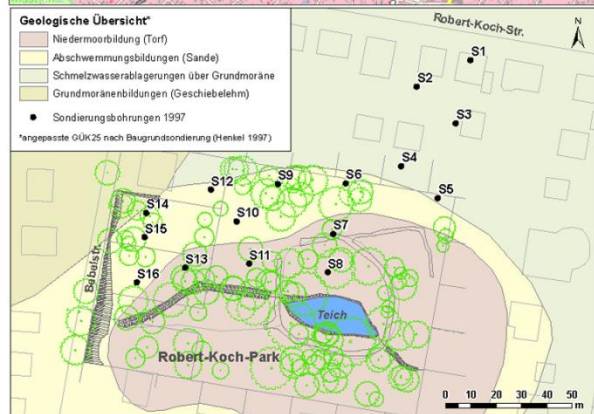 Geologische Übersicht*
Niedermoorbildung (Torf)
Abschwemmungsbildungen (Sande)
Schmelzwasserablagerungen über Grundmoräne
Grundmoränenbildungen (Geschiebelehm)
Sondierungsbohrungen 1997
*angepasste GÜK25 nach Baugrundsondierung (Henkel 1997)
Robert-Koch-Str.
N
S1
S2
S3
S4
S5
S6
S9
S12
S10
S14
S15
S7
S11
S13
S8
S16
Babelstr.
Teich
Robert-Koch-Park
0 10 20 30 40 50
m